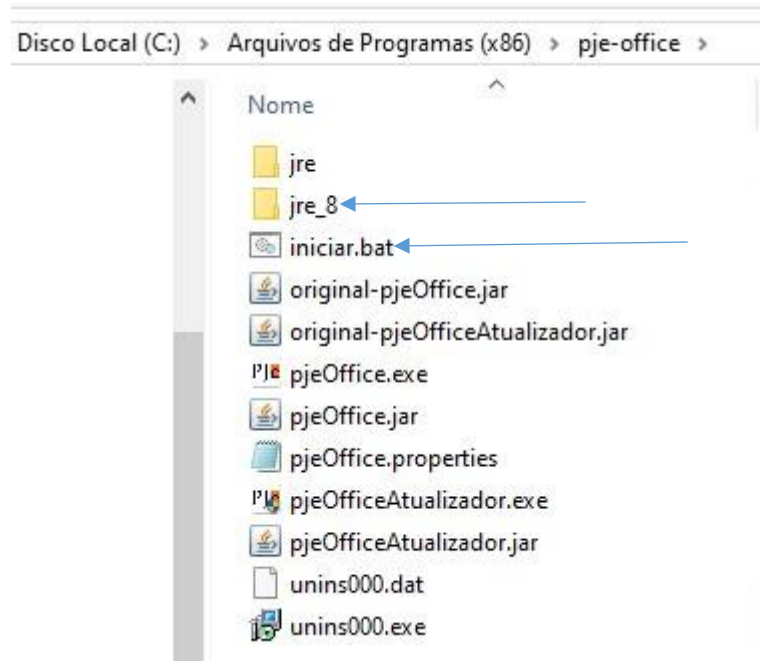 Disco Local (C:) > Arquivos de Programas (x86) > pje-office >
Nome
jre
jre_8
iniciar.bat
original-pjeOffice.jar
original-pjeOfficeAtualizador.jar
pjeOffice.exe
pjeOffice.jar
pjeOffice.properties
pjeOfficeAtualizador.exe
pjeOfficeAtualizador.jar
unins000.dat
unins000.exe